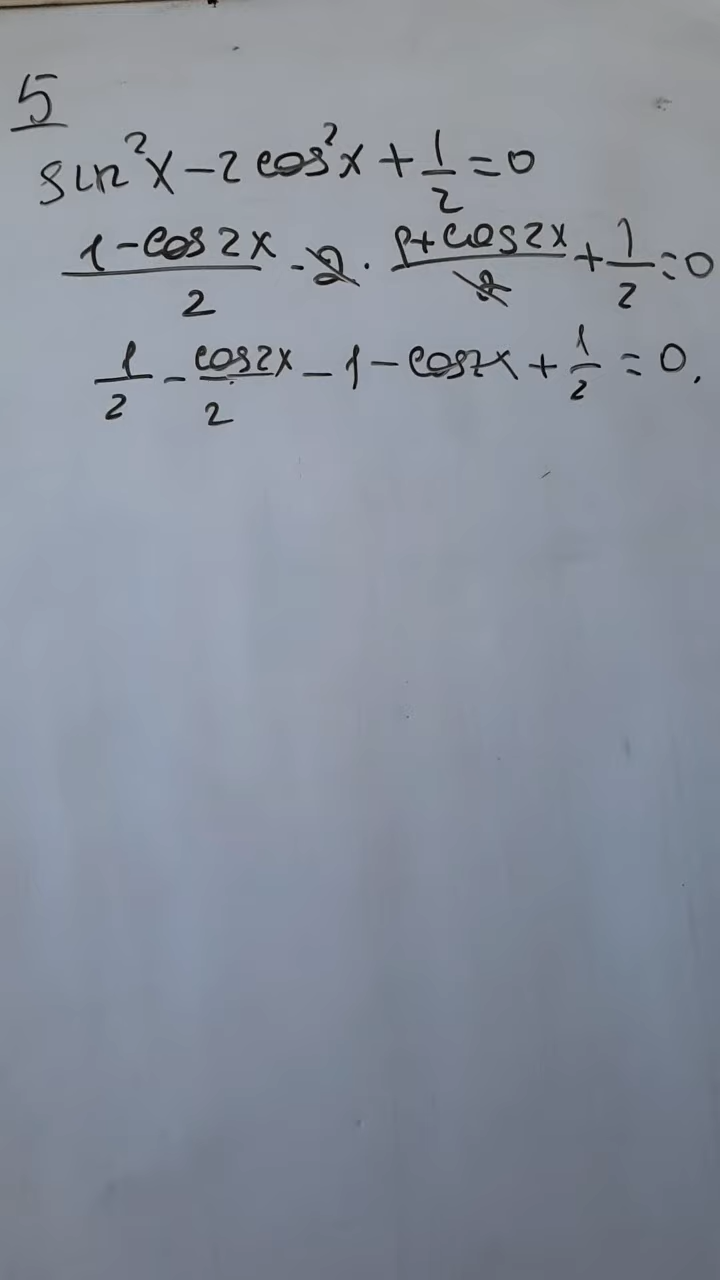 5
sin²x - 2cos²x + 1/2 = 0
(1 - cos2x)/2 - 2 · (1 + cos2x)/2 + 1/2 = 0
1/2 - cos2x/2 - 1 - cos2x + 1/2 = 0.